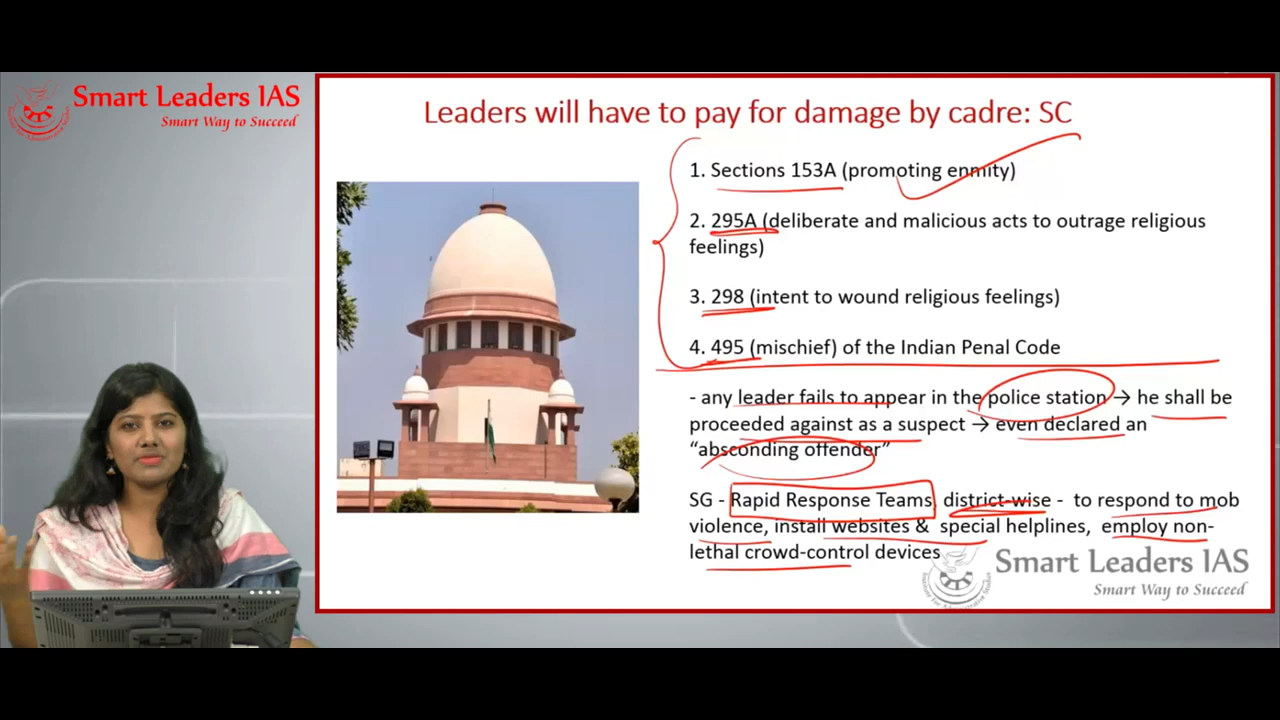 Smart Leaders IAS
Smart Way to Succeed
Leaders will have to pay for damage by cadre: SC
1. Sections 153A (promoting enmity)
2. 295A (deliberate and malicious acts to outrage religious
feelings)
3. 298 (intent to wound religious feelings)
4. 495 (mischief) of the Indian Penal Code
- any leader fails to appear in the police station → he shall be
proceeded against as a suspect → even declared an
“absconding offender”
SG - Rapid Response Teams, district-wise - to respond to mob
violence, install websites & special helplines, employ non-
lethal crowd-control devices
Smart Leaders IAS
Smart Way to Succeed